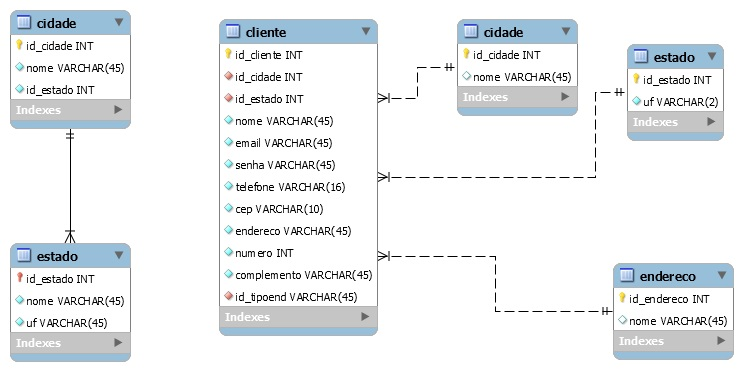 cidade
id_cidade INT
nome VARCHAR(45)
id_estado INT
Indexes
estado
id_estado INT
nome VARCHAR(45)
uf VARCHAR(45)
Indexes
cliente
id_cliente INT
id_cidade INT
id_estado INT
nome VARCHAR(45)
email VARCHAR(45)
senha VARCHAR(45)
telefone VARCHAR(16)
cep VARCHAR(10)
endereco VARCHAR(45)
numero INT
complemento VARCHAR(45)
id_tipoend VARCHAR(45)
Indexes
cidade
id_cidade INT
nome VARCHAR(45)
Indexes
estado
id_estado INT
uf VARCHAR(2)
Indexes
endereco
id_endereco INT
nome VARCHAR(45)
Indexes